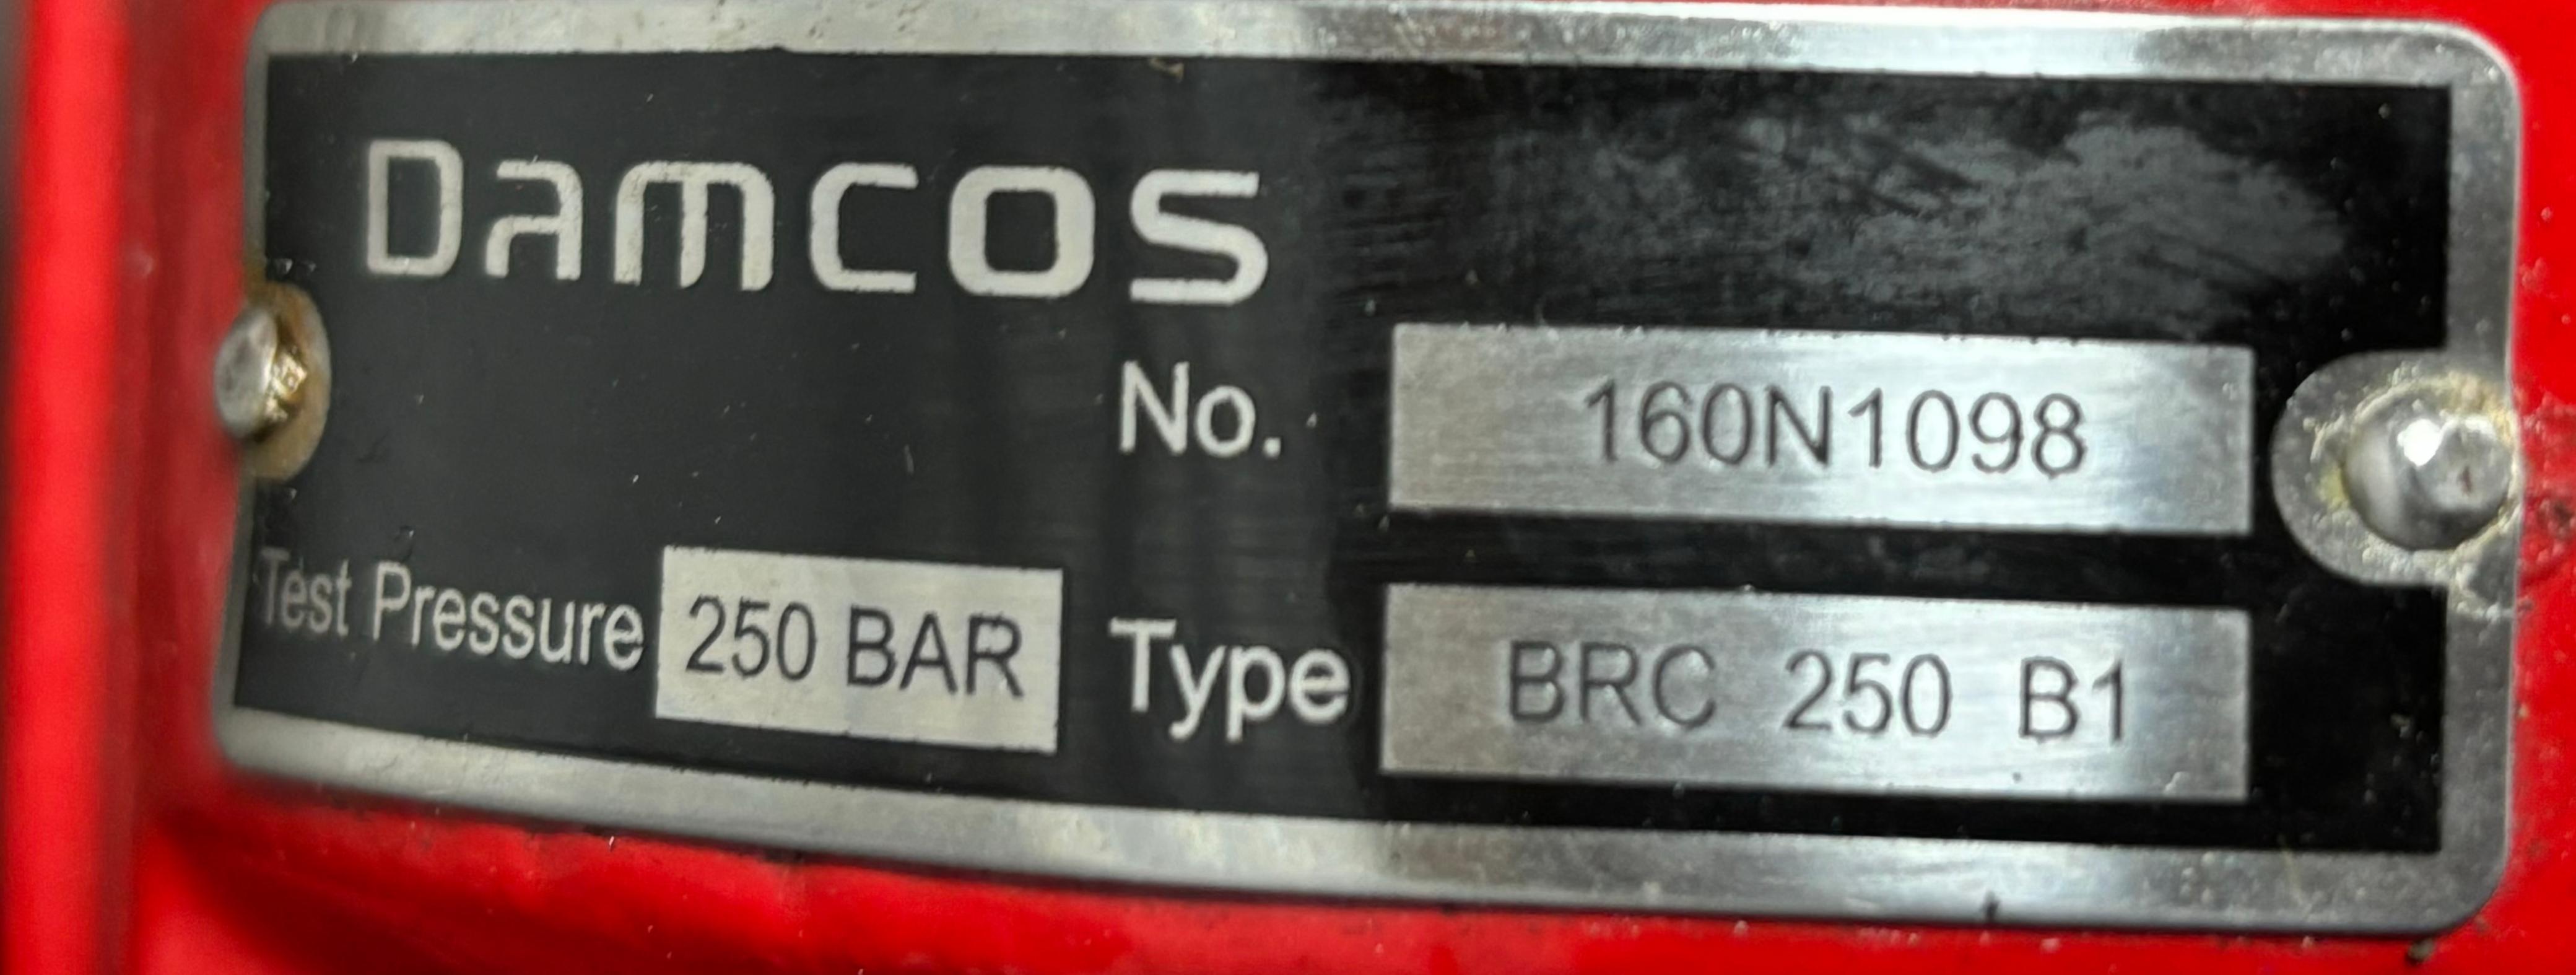 Damcos
No. 160N1098
Test Pressure 250 BAR Type BRC 250 B1